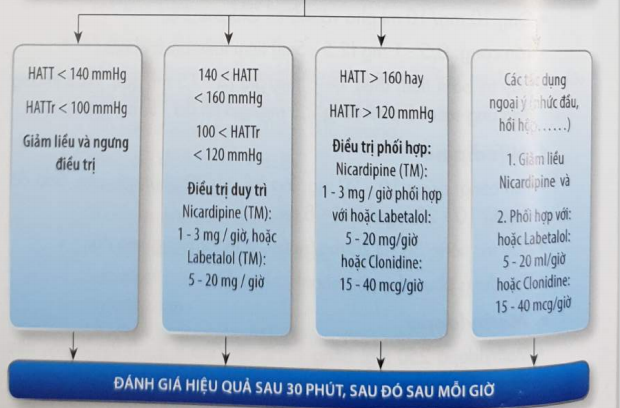 HATT < 140 mmHg
HATTr < 100 mmHg
Giảm liều và ngưng
điều trị
140 < HATT
< 160 mmHg
100 < HATTr
< 120 mmHg
Điều trị duy trì
Nicardipine (TM):
1 - 3 mg / giờ, hoặc
Labetalol (TM):
5 - 20 mg / giờ
HATT > 160 hay
HATTr > 120 mmHg
Điều trị phối hợp:
Nicardipine (TM):
1 - 3 mg / giờ phối hợp
với hoặc Labetalol:
5 - 20 mg/giờ
hoặc Clonidine:
15 - 40 mcg/giờ
Các tác dụng
ngoại ý (nhức đầu,
hồi hộp……)
1. Giảm liều
Nicardipine và
2. Phối hợp với:
hoặc Labetalol:
5 - 20 ml/giờ
hoặc Clonidine:
15 - 40 mcg/giờ
ĐÁNH GIÁ HIỆU QUẢ SAU 30 PHÚT, SAU ĐÓ SAU MỖI GIỜ